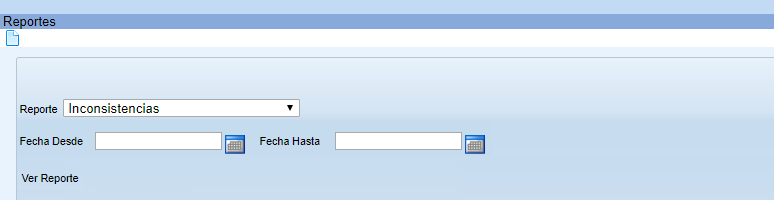 Reportes
Reporte Inconsistencias
Fecha Desde Fecha Hasta
Ver Reporte